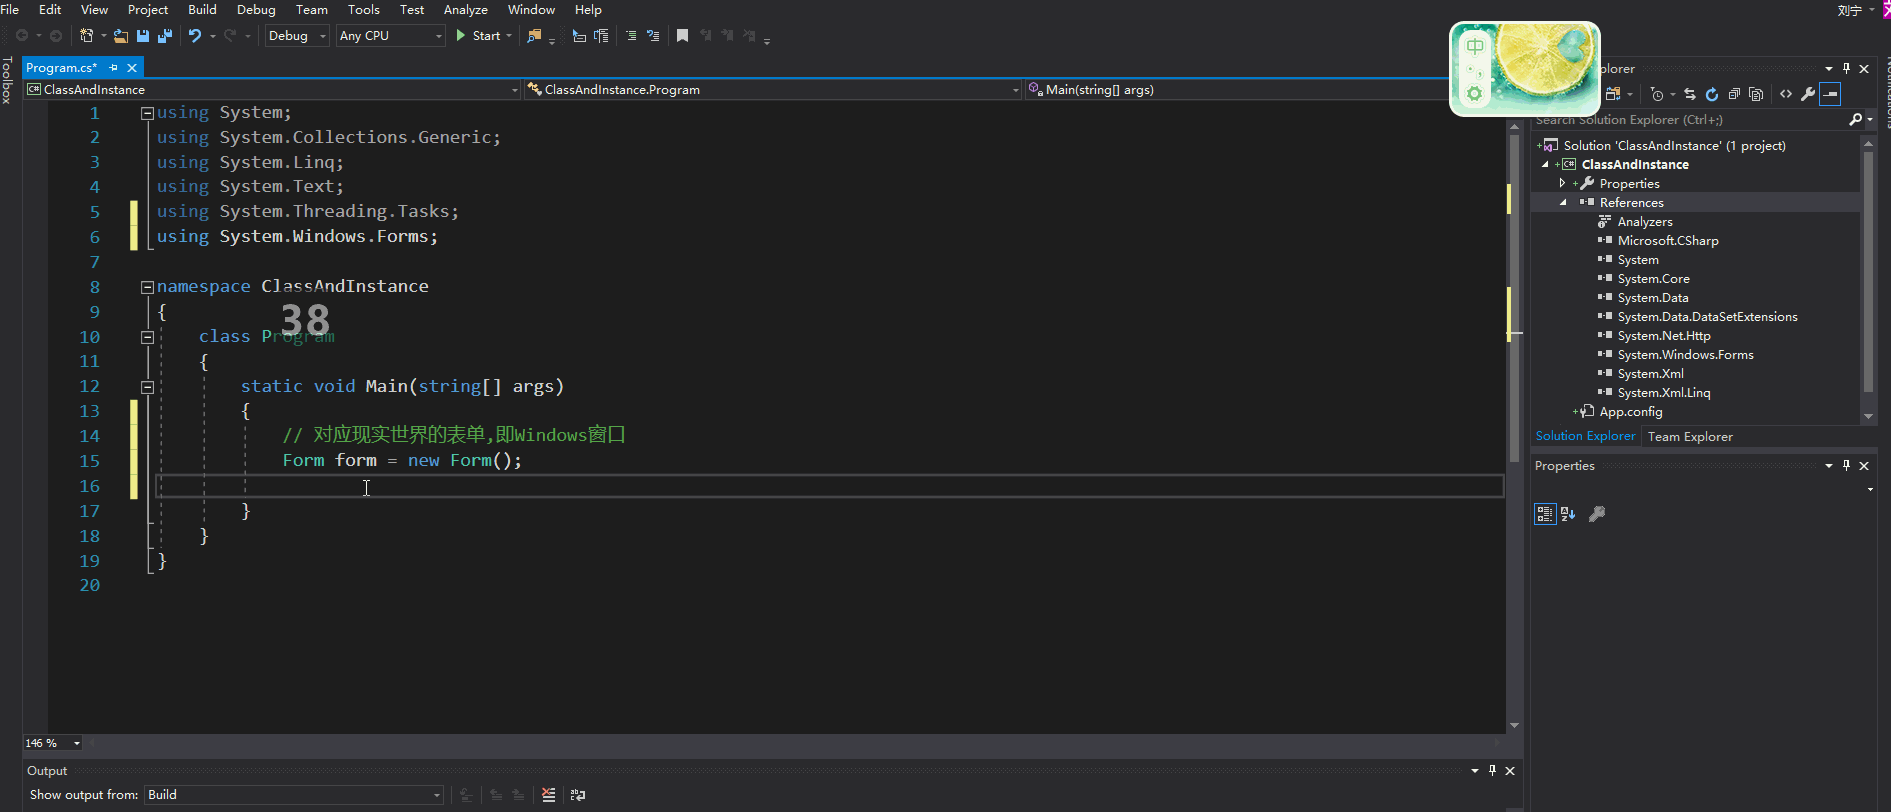 File Edit View Project Build Debug Team Tools Test Analyze Window Help 刘宁
Debug Any CPU Start
Toolbox
Program.cs*
ClassAndInstance ClassAndInstance.Program Main(string[] args)
1 using System;
2 using System.Collections.Generic;
3 using System.Linq;
4 using System.Text;
5 using System.Threading.Tasks;
6 using System.Windows.Forms;
7
8 namespace ClassAndInstance
9 {
38
10 class Program
11 {
12 static void Main(string[] args)
13 {
14 // 对应现实世界的表单,即Windows窗口
15 Form form = new Form();
16
17 }
18 }
19 }
20
146 %
Output
Show output from: Build
中
plorer
Search Solution Explorer (Ctrl+;)
Solution 'ClassAndInstance' (1 project)
ClassAndInstance
Properties
References
Analyzers
Microsoft.CSharp
System
System.Core
System.Data
System.Data.DataSetExtensions
System.Net.Http
System.Windows.Forms
System.Xml
System.Xml.Linq
App.config
Solution Explorer Team Explorer
Properties